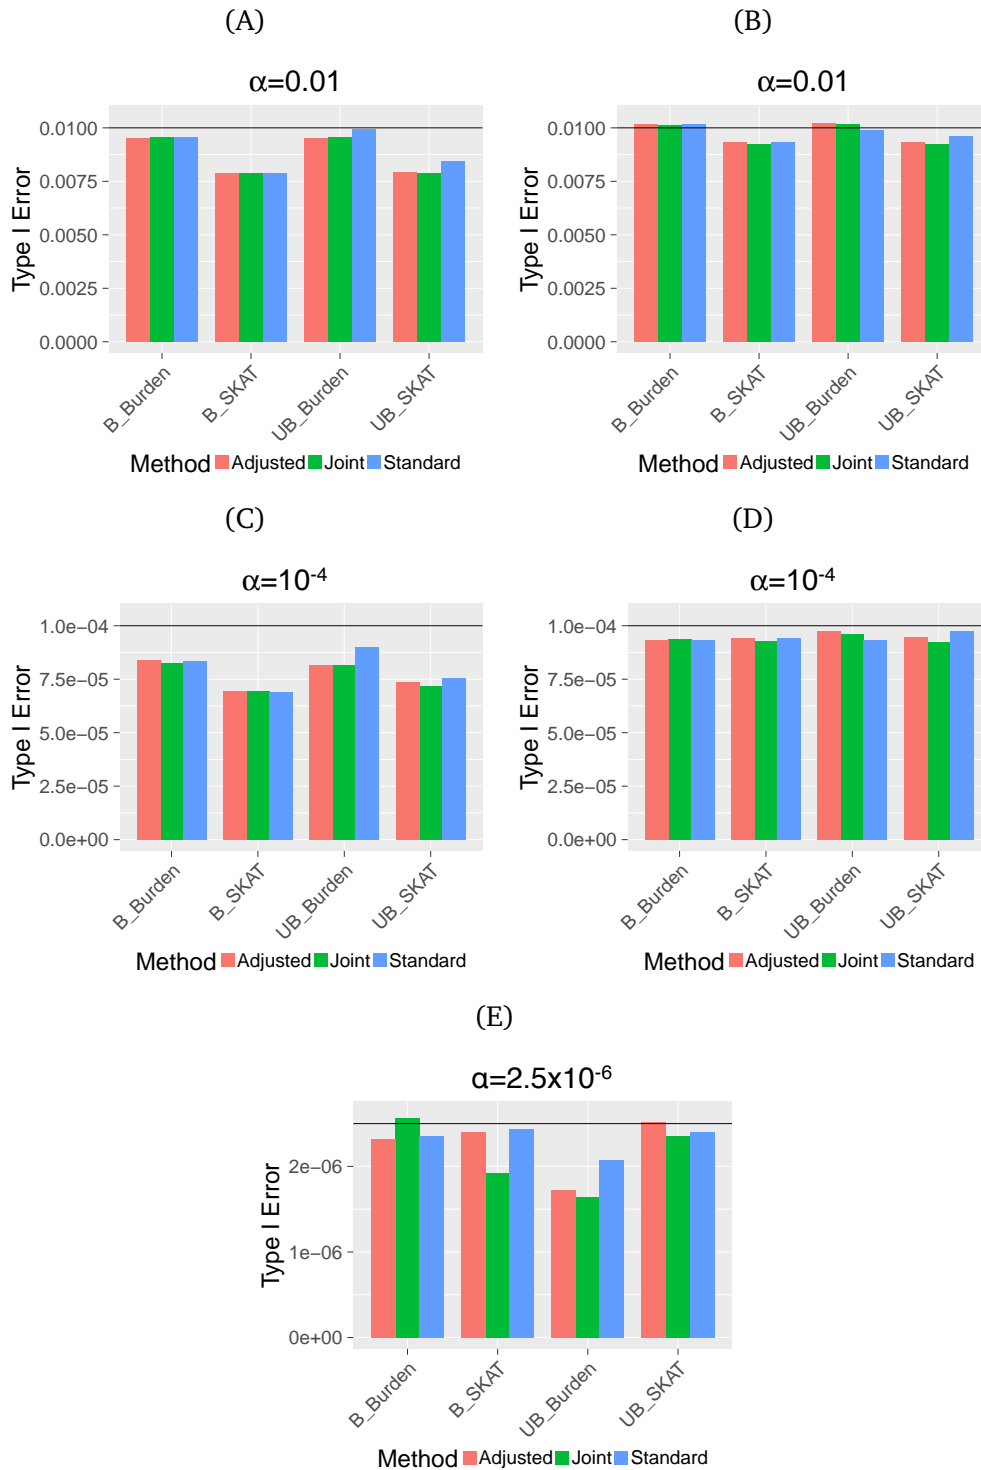 (A)
α=0.01
Type I Error
0.0100
0.0075
0.0050
0.0025
0.0000
B_Burden
B_SKAT
UB_Burden
UB_SKAT
Method Adjusted Joint Standard
(B)
α=0.01
Type I Error
0.0100
0.0075
0.0050
0.0025
0.0000
B_Burden
B_SKAT
UB_Burden
UB_SKAT
Method Adjusted Joint Standard
(C)
α=10⁻⁴
Type I Error
1.0e−04
7.5e−05
5.0e−05
2.5e−05
0.0e+00
B_Burden
B_SKAT
UB_Burden
UB_SKAT
Method Adjusted Joint Standard
(D)
α=10⁻⁴
Type I Error
1.0e−04
7.5e−05
5.0e−05
2.5e−05
0.0e+00
B_Burden
B_SKAT
UB_Burden
UB_SKAT
Method Adjusted Joint Standard
(E)
α=2.5x10⁻⁶
Type I Error
2e−06
1e−06
0e+00
B_Burden
B_SKAT
UB_Burden
UB_SKAT
Method Adjusted Joint Standard